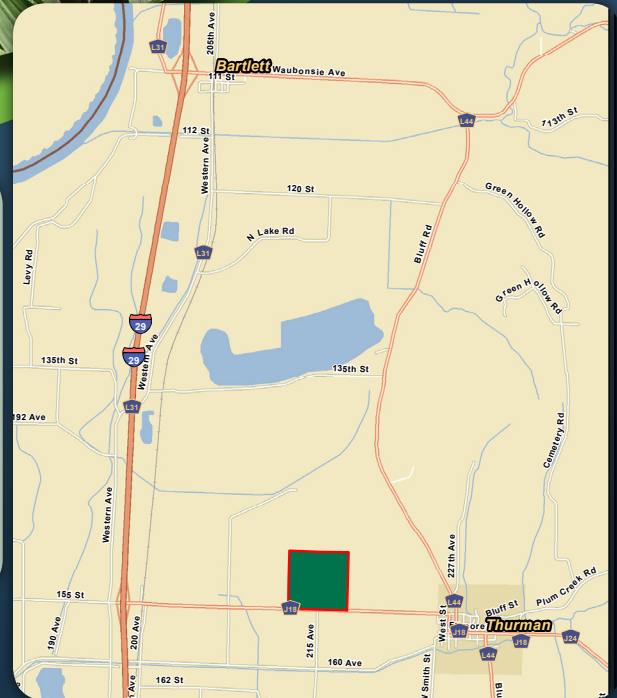 205th Ave
L31
Bartlett
111 St
Waubonsie Ave
L44
113th St
112 St
Western Ave
120 St
Green Hollow Rd
N Lake Rd
Bluff Rd
L31
Levy Rd
Green Hollow Rd
29
Western Ave
29
135th St
135th St
L31
192 Ave
Cemetery Rd
Western Ave
227th Ave
155 St
J18
L44
Bluff St
Plum Creek Rd
West St
Thurman
J18
J18
J24
L44
190 Ave
200 Ave
215 Ave
160 Ave
162 St
Ave
Smith St